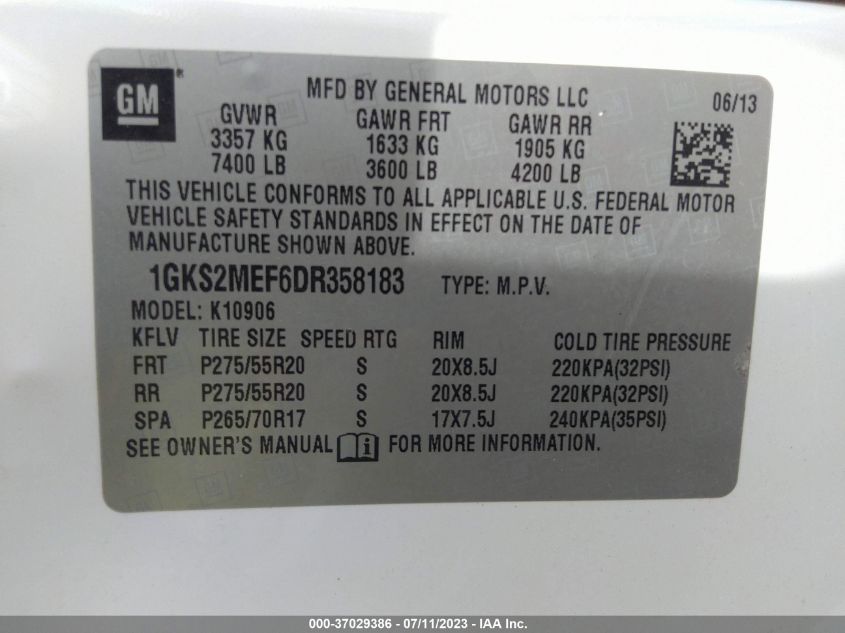 GM®
MFD BY GENERAL MOTORS LLC
06/13
GVWR GAWR FRT GAWR RR
3357 KG 1633 KG 1905 KG
7400 LB 3600 LB 4200 LB
THIS VEHICLE CONFORMS TO ALL APPLICABLE U.S. FEDERAL MOTOR
VEHICLE SAFETY STANDARDS IN EFFECT ON THE DATE OF
MANUFACTURE SHOWN ABOVE.
1GKS2MEF6DR358183 TYPE: M.P.V.
MODEL: K10906
KFLV TIRE SIZE SPEED RTG RIM COLD TIRE PRESSURE
FRT P275/55R20 S 20X8.5J 220KPA(32PSI)
RR P275/55R20 S 20X8.5J 220KPA(32PSI)
SPA P265/70R17 S 17X7.5J 240KPA(35PSI)
SEE OWNER'S MANUAL i FOR MORE INFORMATION.
000-37029386 - 07/11/2023 - IAA Inc.